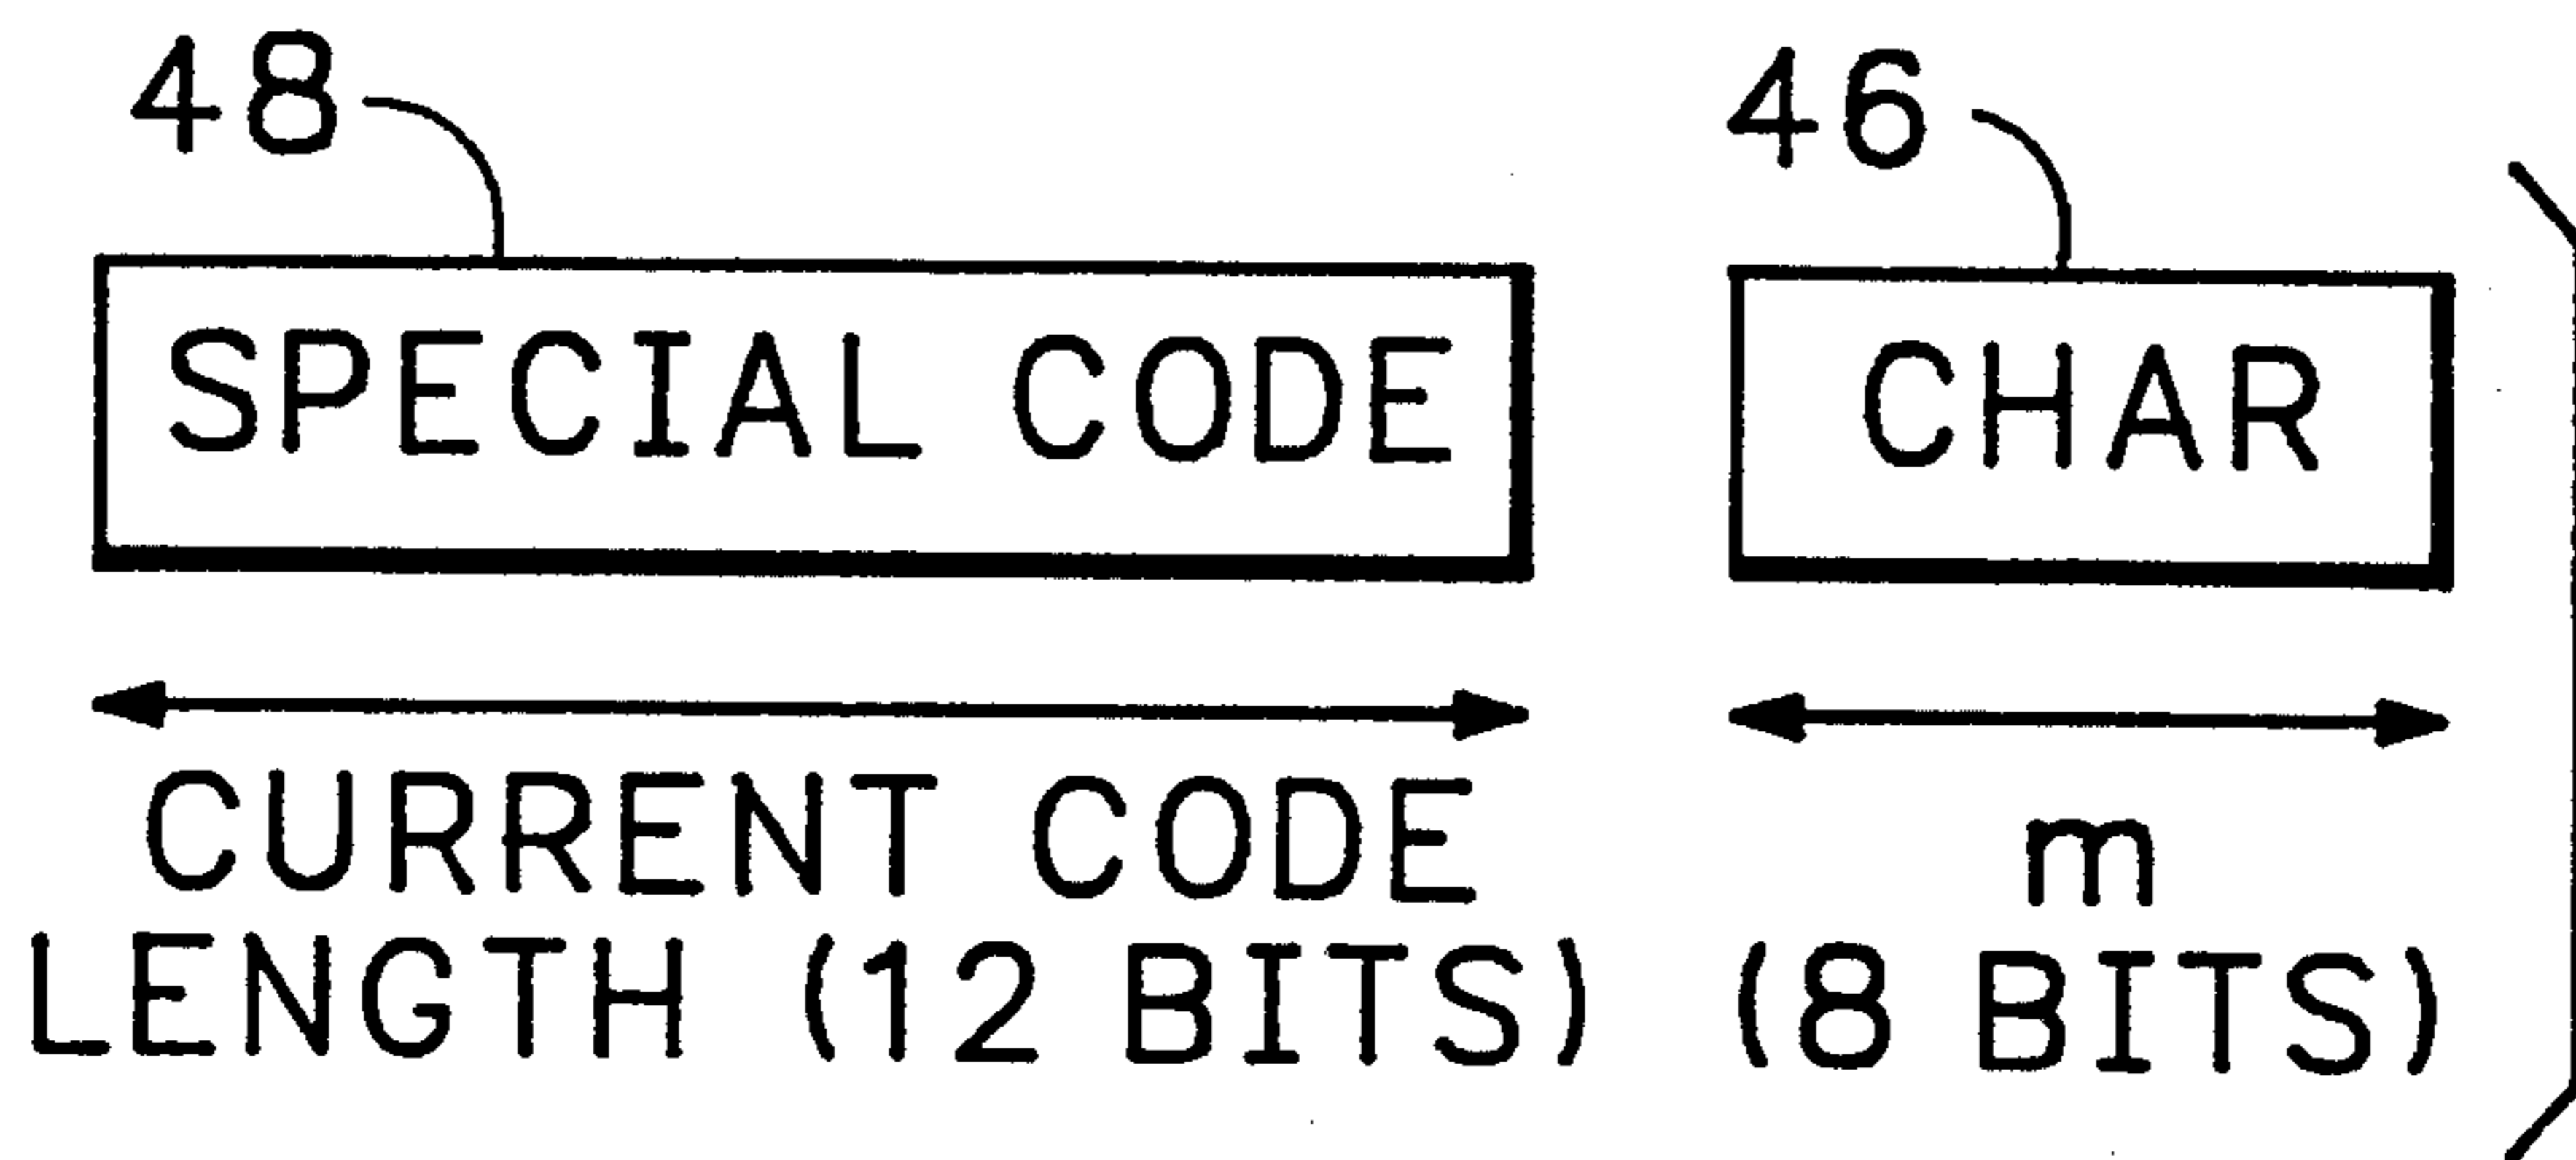 48
46
SPECIAL CODE
CHAR
CURRENT CODE
LENGTH (12 BITS)
m
(8 BITS)